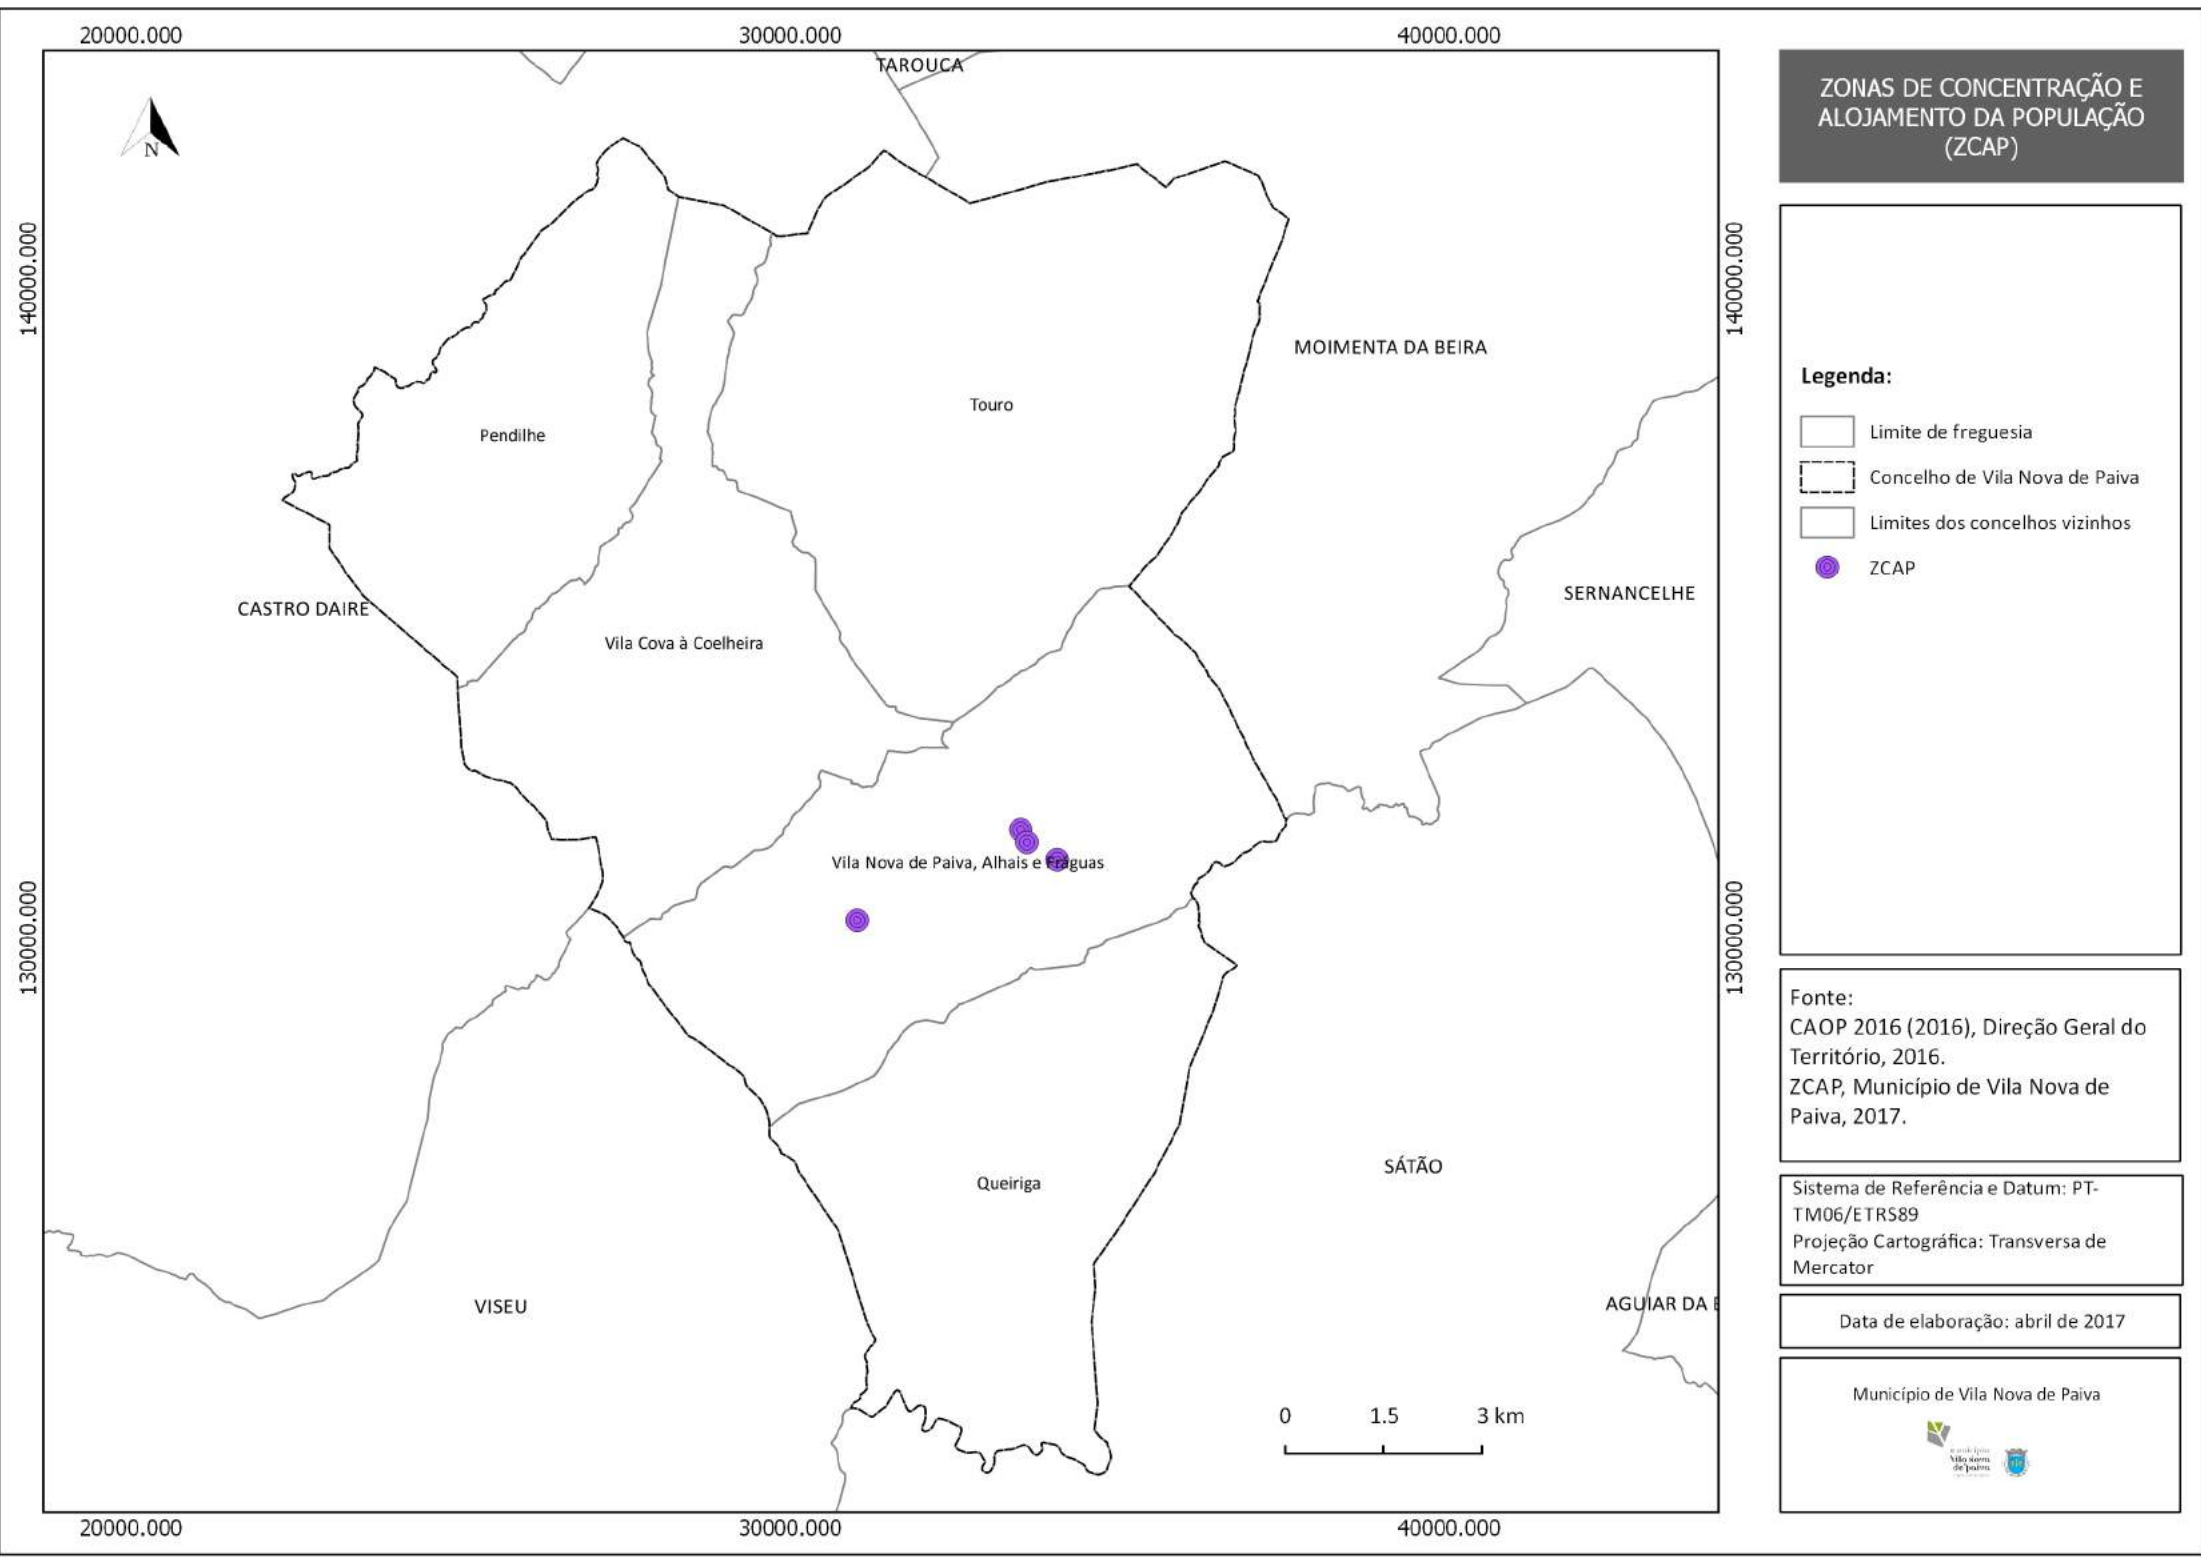 20000.000
30000.000
40000.000
TAROUCA
N
140000.000
140000.000
MOIMENTA DA BEIRA
Touro
Pendilhe
SERNANCELHE
CASTRO DAIRE
Vila Cova à Coelheira
Vila Nova de Paiva, Alhais e Fráguas
130000.000
130000.000
SÁTÃO
Queiriga
AGUIAR DA
VISEU
0 1.5 3 km
20000.000
30000.000
40000.000
ZONAS DE CONCENTRAÇÃO E
ALOJAMENTO DA POPULAÇÃO
(ZCAP)
Legenda:
Limite de freguesia
Concelho de Vila Nova de Paiva
Limites dos concelhos vizinhos
ZCAP
Fonte:
CAOP 2016 (2016), Direção Geral do
Território, 2016.
ZCAP, Município de Vila Nova de
Paiva, 2017.
Sistema de Referência e Datum: PT-
TM06/ETRS89
Projeção Cartográfica: Transversa de
Mercator
Data de elaboração: abril de 2017
Município de Vila Nova de Paiva
município
Vila Nova
de Paiva